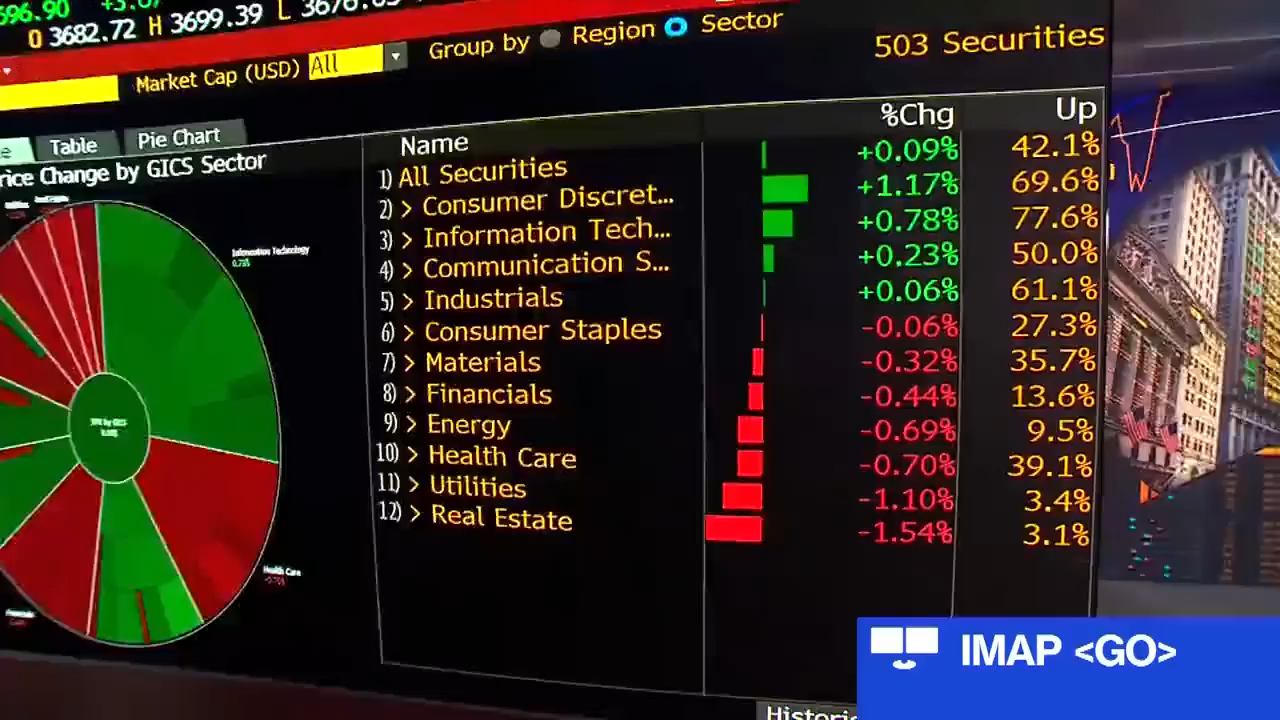 696.90
O 3682.72 H 3699.39 L
Market Cap (USD) All Group by Region Sector 503 Securities
Table Pie Chart
rice Change by GICS Sector
Name %Chg Up
1) All Securities +0.09% 42.1%
2) > Consumer Discret... +1.17% 69.6%
3) > Information Tech... +0.78% 77.6%
4) > Communication S... +0.23% 50.0%
5) > Industrials +0.06% 61.1%
6) > Consumer Staples -0.06% 27.3%
7) > Materials -0.32% 35.7%
8) > Financials -0.44% 13.6%
9) > Energy -0.69% 9.5%
10) > Health Care -0.70% 39.1%
11) > Utilities -1.10% 3.4%
12) > Real Estate -1.54% 3.1%
Information Technology
Health Care
IMAP <GO>